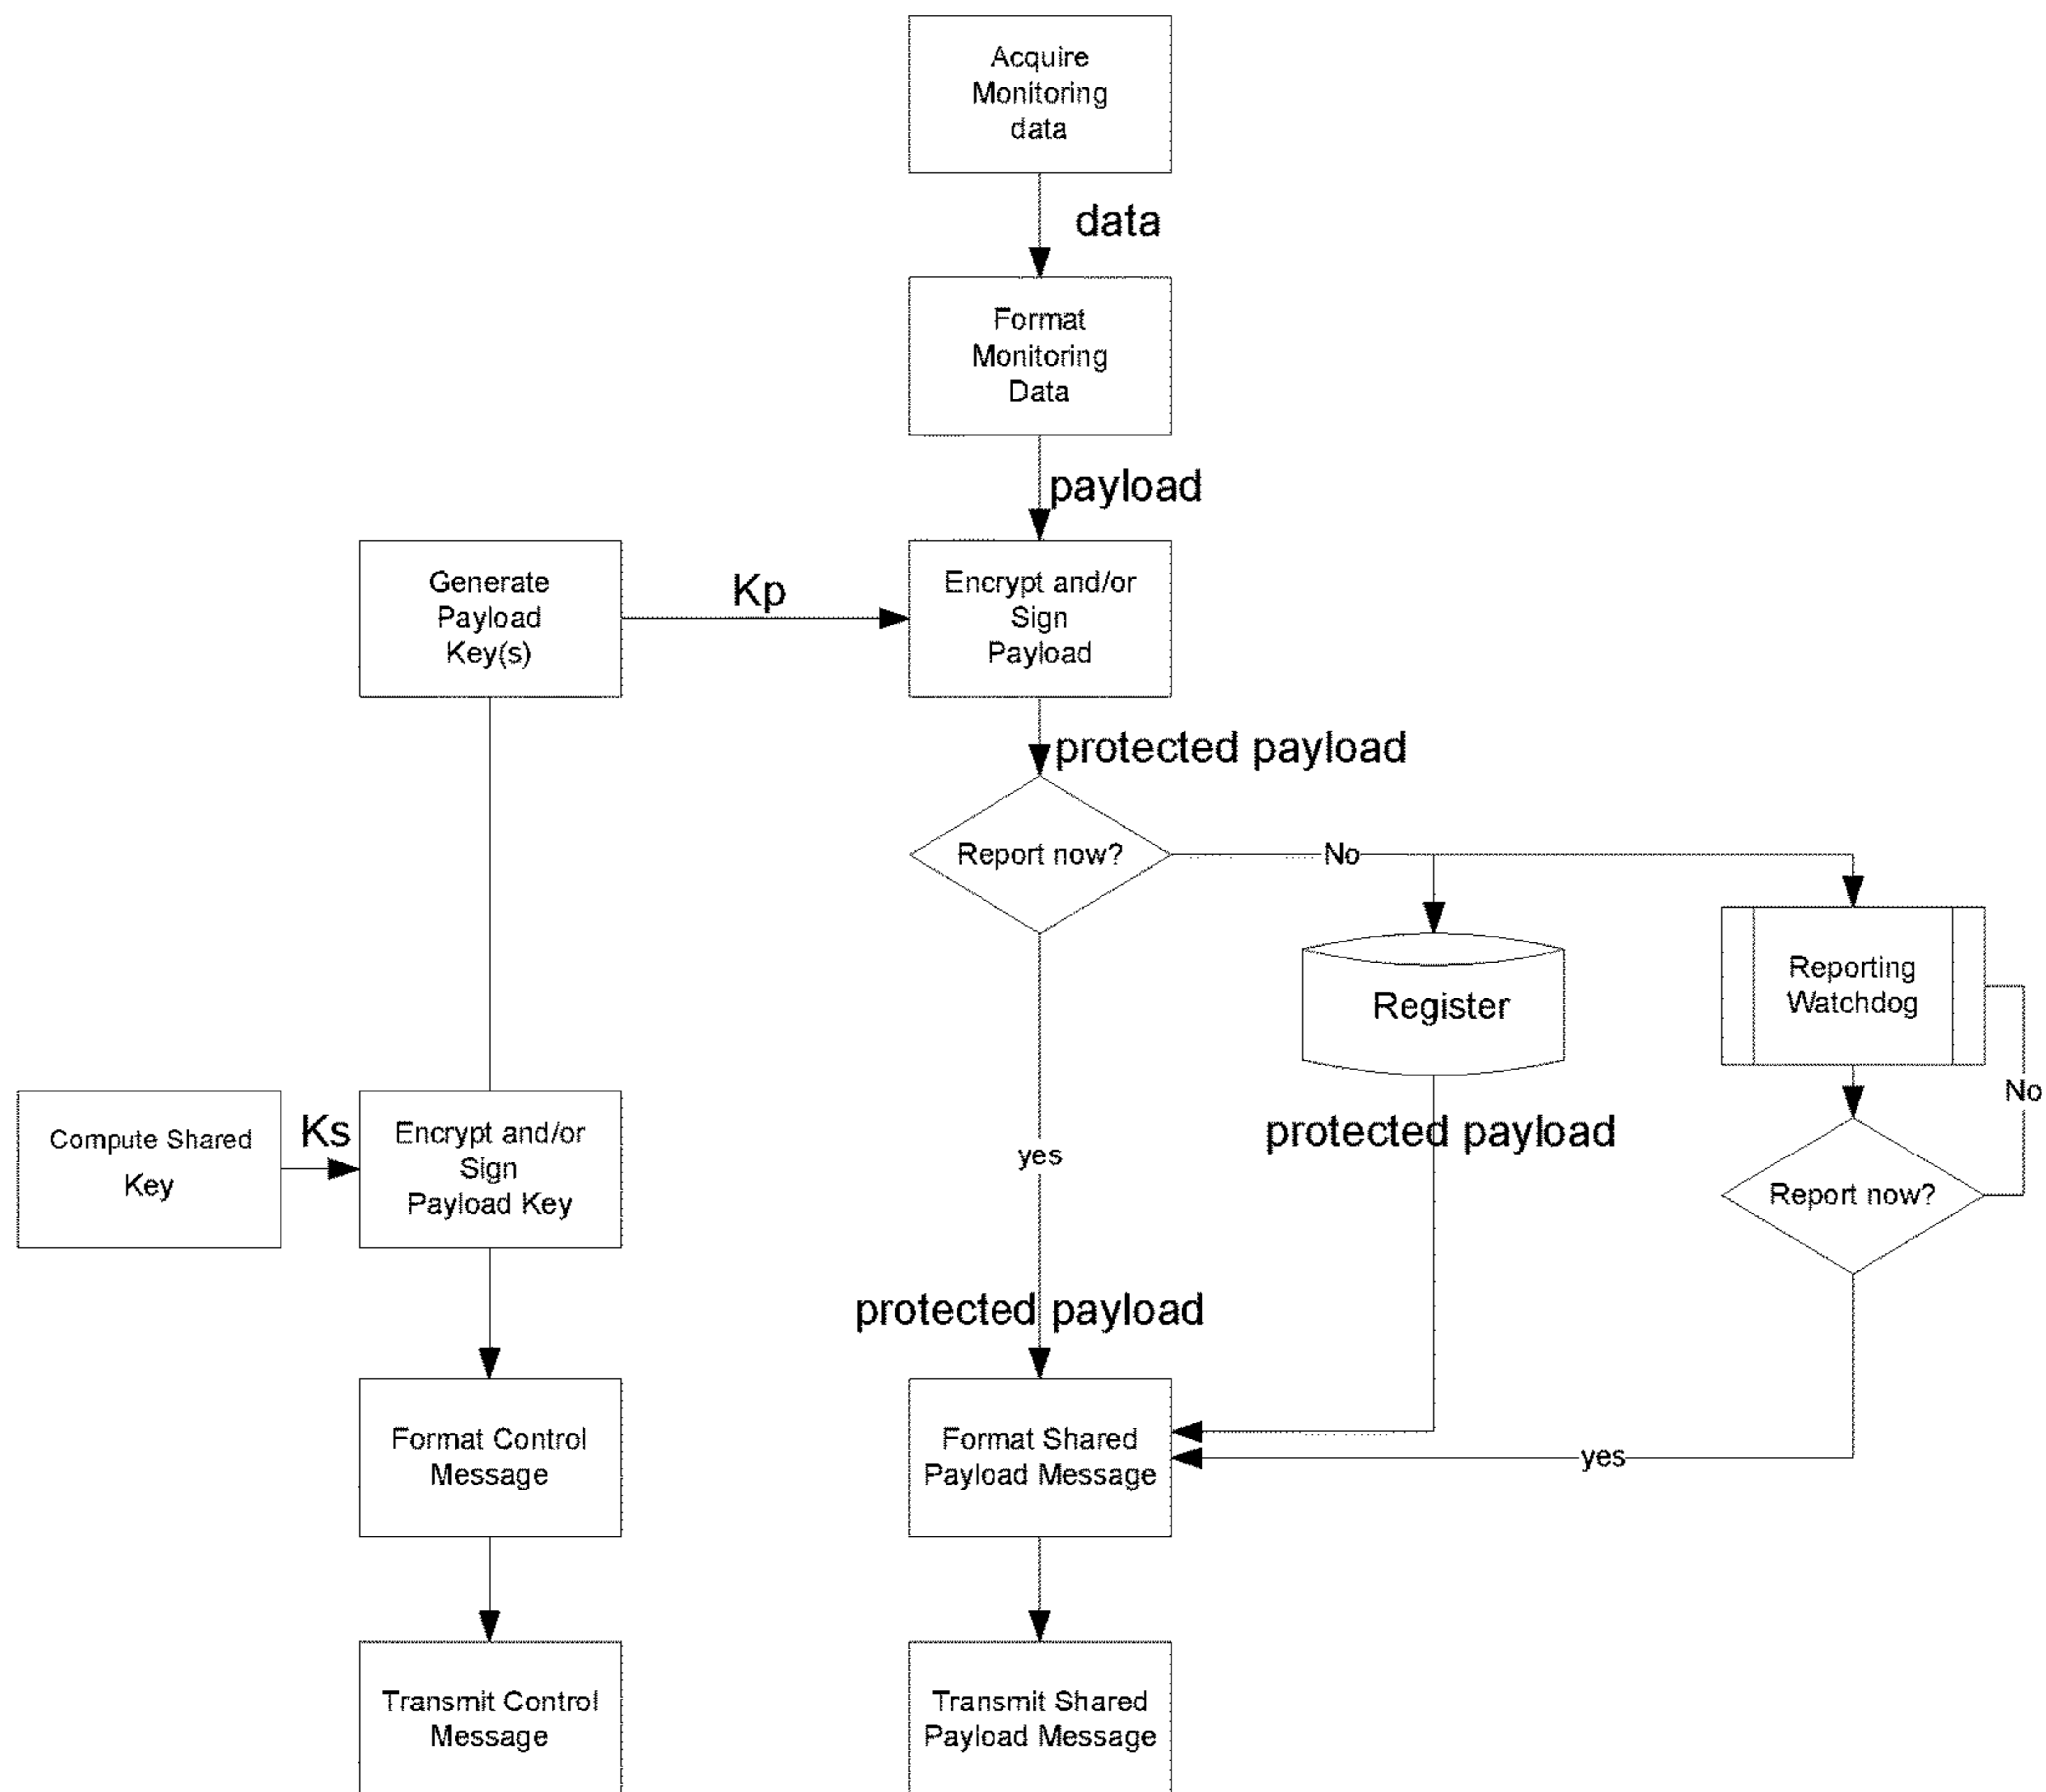 Acquire
Monitoring
data
data
Format
Monitoring
Data
payload
Generate
Payload
Key(s)
Kp
Encrypt and/or
Sign
Payload
protected payload
Report now?
No
Register
Reporting
Watchdog
No
Compute Shared
Key
Ks
Encrypt and/or
Sign
Payload Key
yes
protected payload
Report now?
protected payload
Format Control
Message
Format Shared
Payload Message
yes
Transmit Control
Message
Transmit Shared
Payload Message